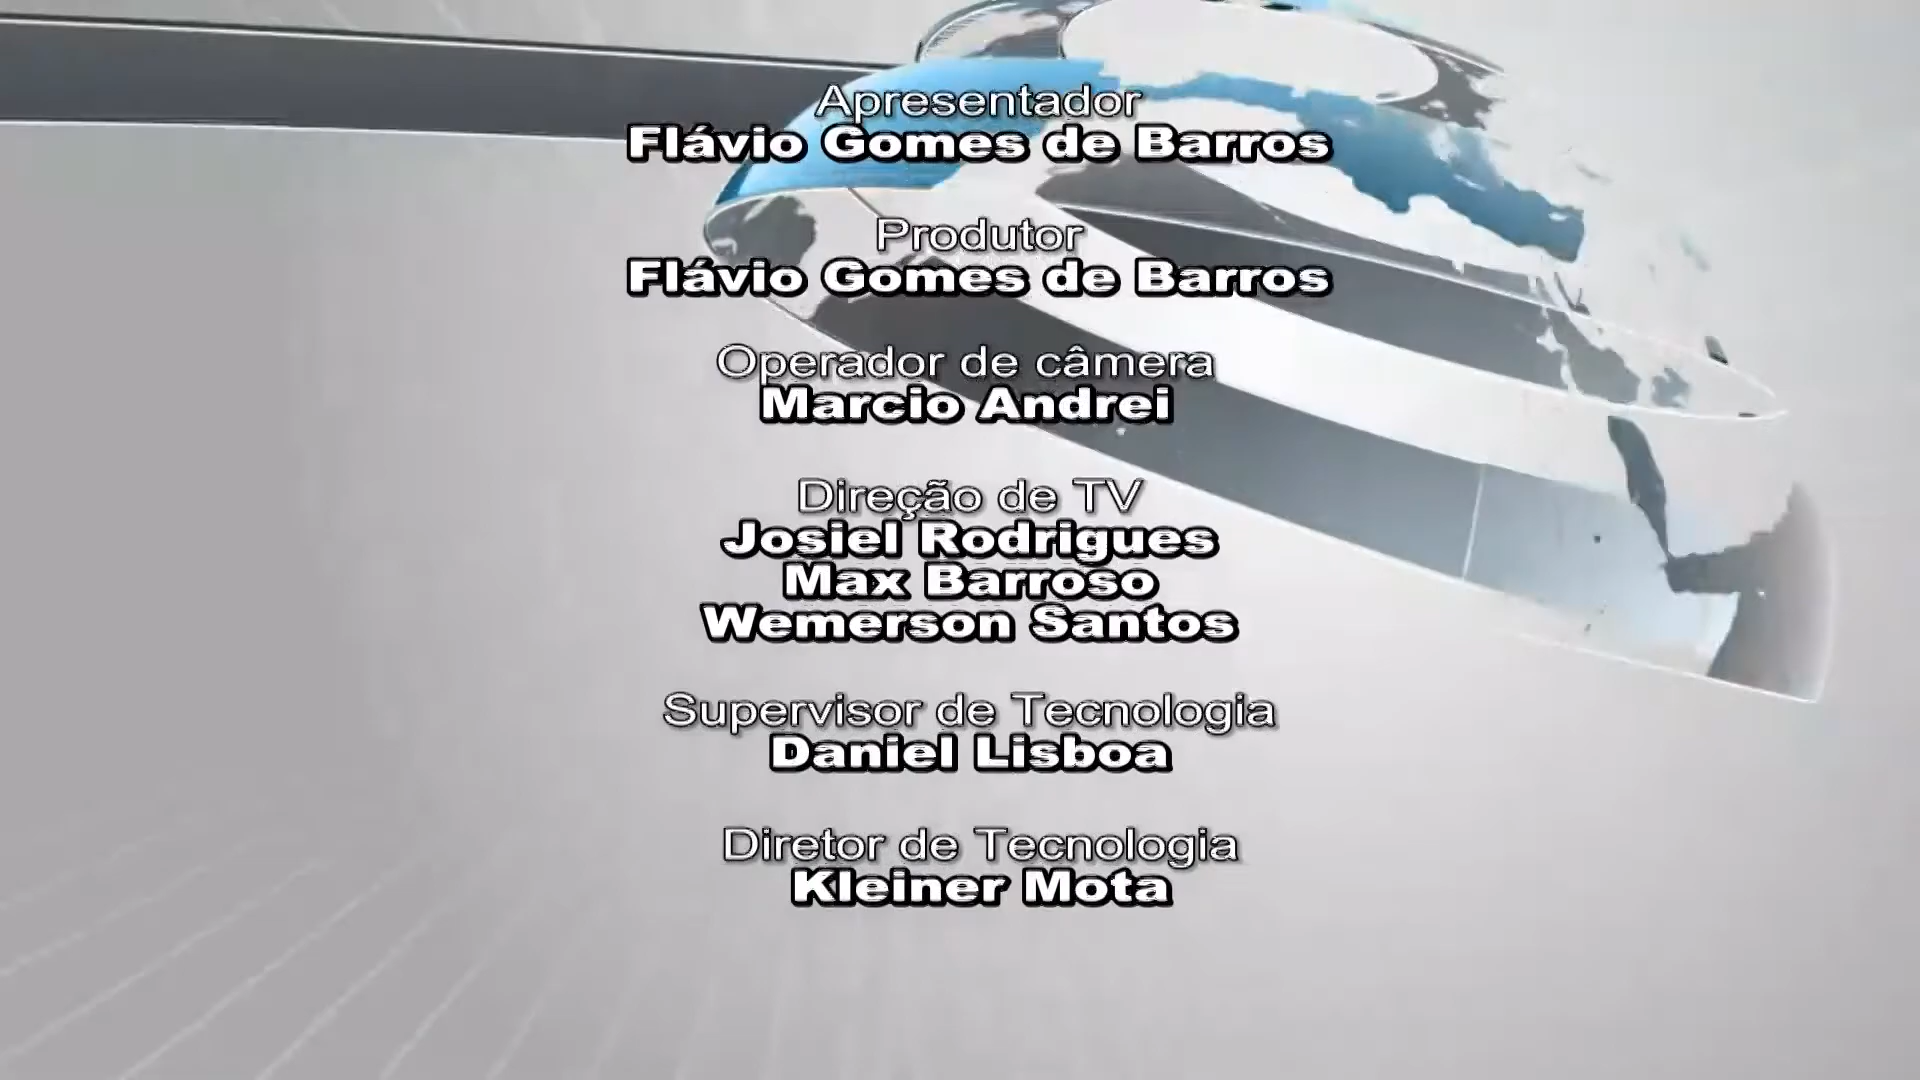 Apresentador
Flávio Gomes de Barros
Produtor
Flávio Gomes de Barros
Operador de câmera
Marcio Andrei
Direção de TV
Josiel Rodrigues
Max Barroso
Wemerson Santos
Supervisor de Tecnologia
Daniel Lisboa
Diretor de Tecnologia
Kleiner Mota